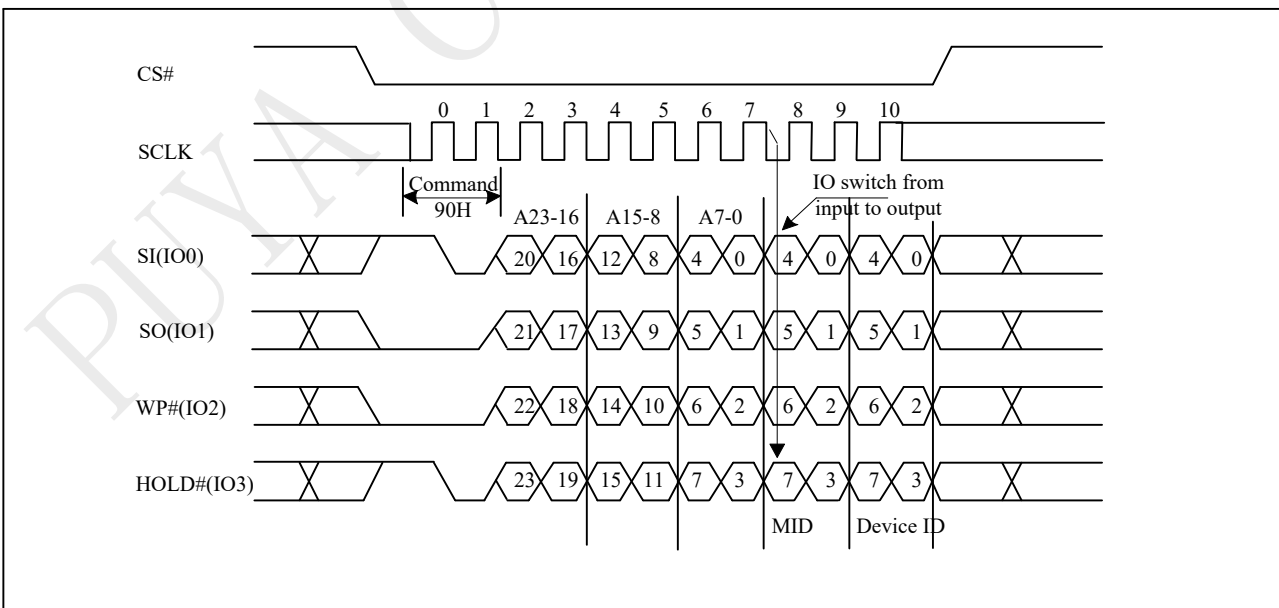 PUYA
CS#
0 1 2 3 4 5 6 7 8 9 10
SCLK
Command
90H
IO switch from
input to output
A23-16 A15-8 A7-0
SI(IO0) 20 16 12 8 4 0 4 0 4 0
SO(IO1) 21 17 13 9 5 1 5 1 5 1
WP#(IO2) 22 18 14 10 6 2 6 2 6 2
HOLD#(IO3) 23 19 15 11 7 3 7 3 7 3
MID Device ID